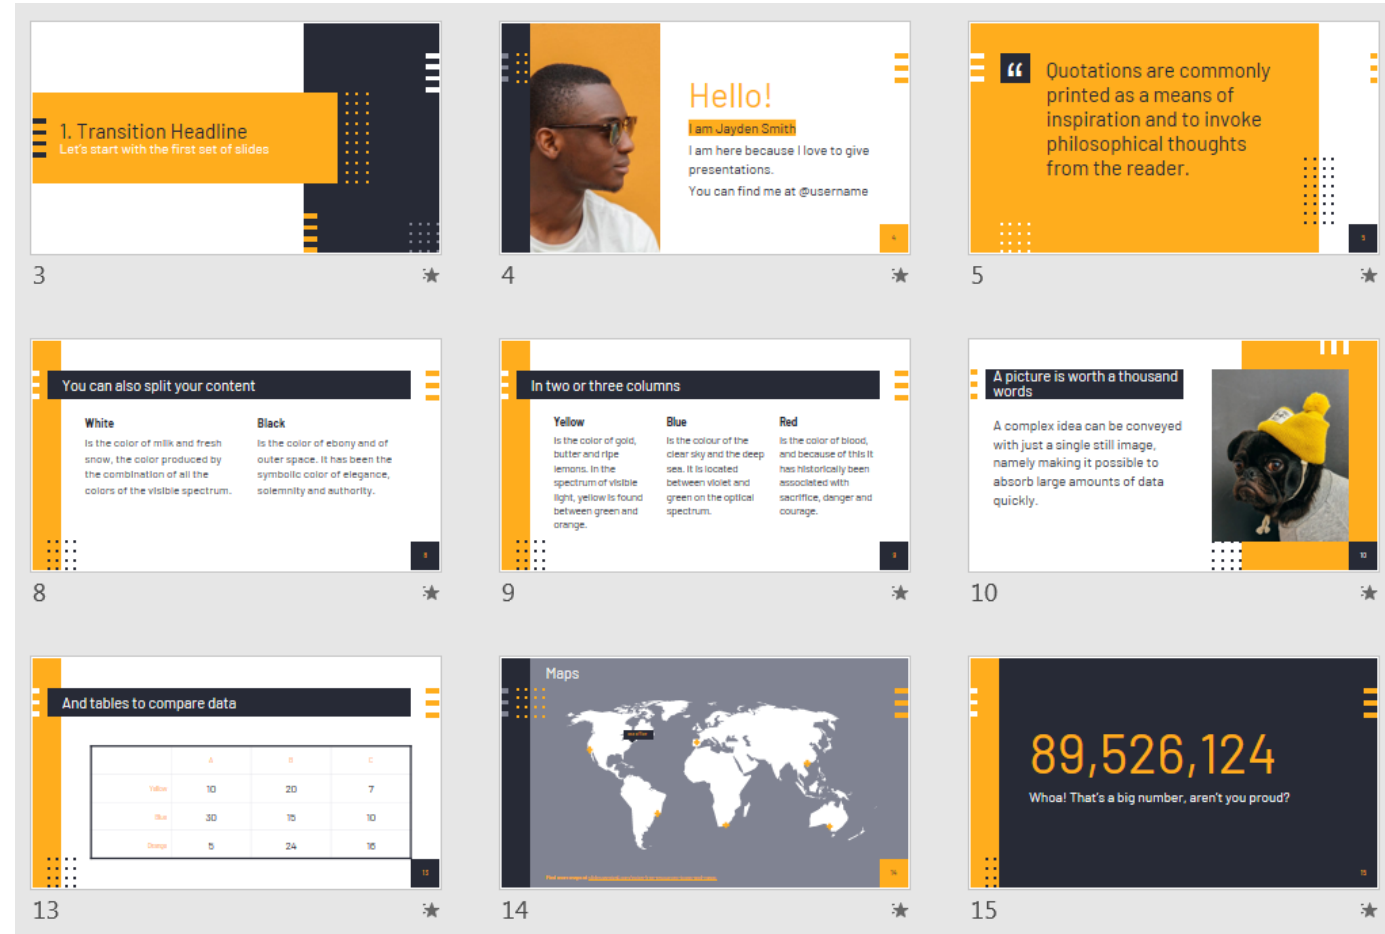 1. Transition Headline
Let's start with the first set of slides
3
Hello!
I am Jayden Smith
I am here because I love to give
presentations.
You can find me at @username
4
4
“
Quotations are commonly
printed as a means of
inspiration and to invoke
philosophical thoughts
from the reader.
5
5
You can also split your content
White
Is the color of milk and fresh
snow, the color produced by
the combination of all the
colors of the visible spectrum.
Black
Is the color of ebony and of
outer space. It has been the
symbolic color of elegance,
solemnity and authority.
8
8
In two or three columns
Yellow
Is the color of gold,
butter and ripe
lemons. In the
spectrum of visible
light, yellow is found
between green and
orange.
Blue
Is the colour of the
clear sky and the deep
sea. It is located
between violet and
green on the optical
spectrum.
Red
Is the color of blood,
and because of this it
has historically been
associated with
sacrifice, danger and
courage.
9
9
A picture is worth a thousand
words
A complex idea can be conveyed
with just a single still image,
namely making it possible to
absorb large amounts of data
quickly.
10
10
And tables to compare data
A B C
Yellow 10 20 7
Blue 30 15 10
Orange 5 24 16
13
13
Maps
14
14
89,526,124
Whoa! That's a big number, aren't you proud?
15
15